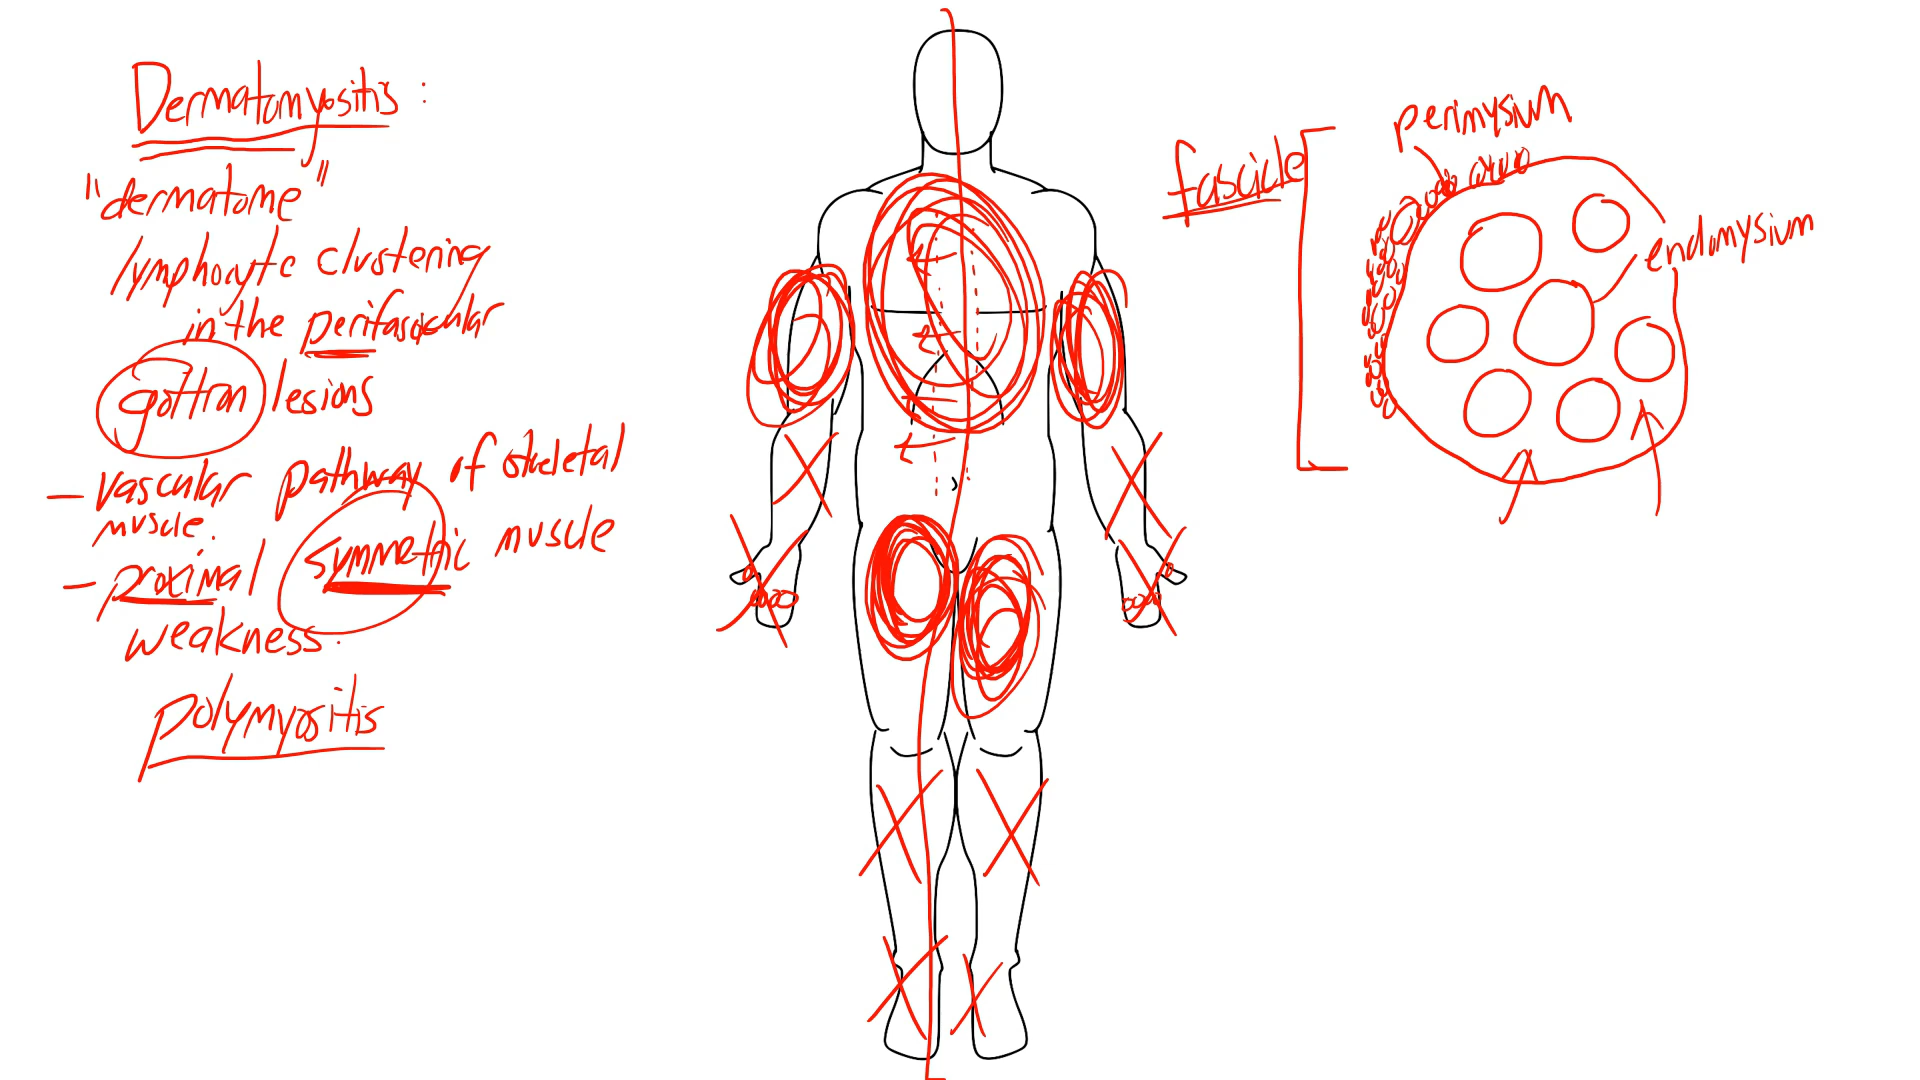 Dermatomyositis :
"dermatome"
lymphocytic clustering
in the perifascicular
gottron lesions
- vascular pathway of skeletal
muscle.
- proximal symmetric muscle
weakness.
polymyositis
fascicle
perimysium
endomysium